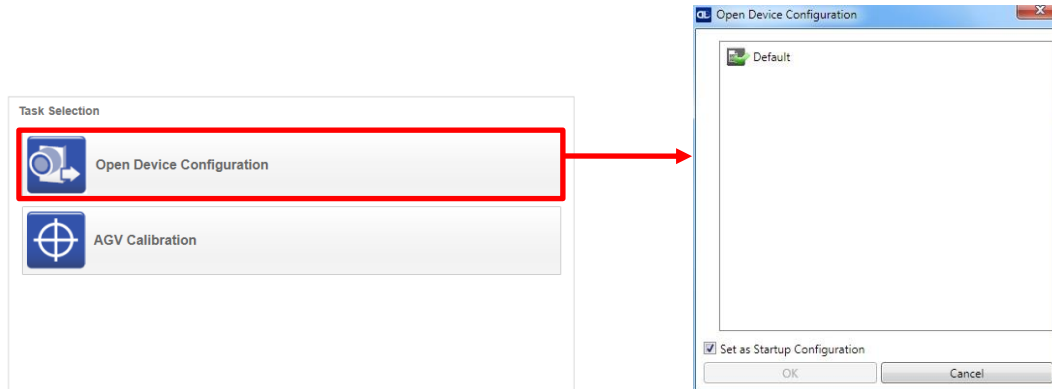 Task Selection
Open Device Configuration
AGV Calibration
Open Device Configuration
Default
Set as Startup Configuration
OK
Cancel